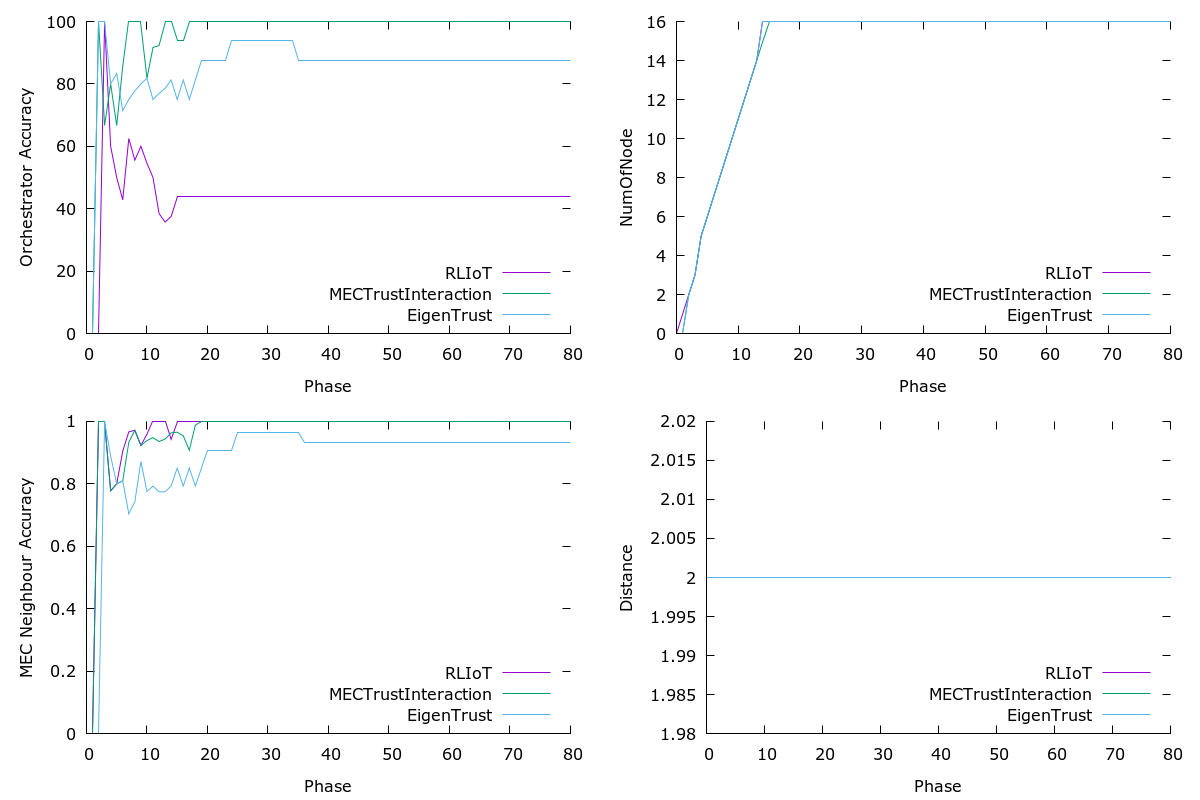 100
80
60
40
20
0
Orchestrator Accuracy
RLIoT
MECTrustInteraction
EigenTrust
0 10 20 30 40 50 60 70 80
Phase
16
14
12
10
8
6
4
2
0
NumOfNode
RLIoT
MECTrustInteraction
EigenTrust
0 10 20 30 40 50 60 70 80
Phase
1
0.8
0.6
0.4
0.2
0
MEC Neighbour Accuracy
RLIoT
MECTrustInteraction
EigenTrust
0 10 20 30 40 50 60 70 80
Phase
2.02
2.015
2.01
2.005
2
1.995
1.99
1.985
1.98
Distance
RLIoT
MECTrustInteraction
EigenTrust
0 10 20 30 40 50 60 70 80
Phase